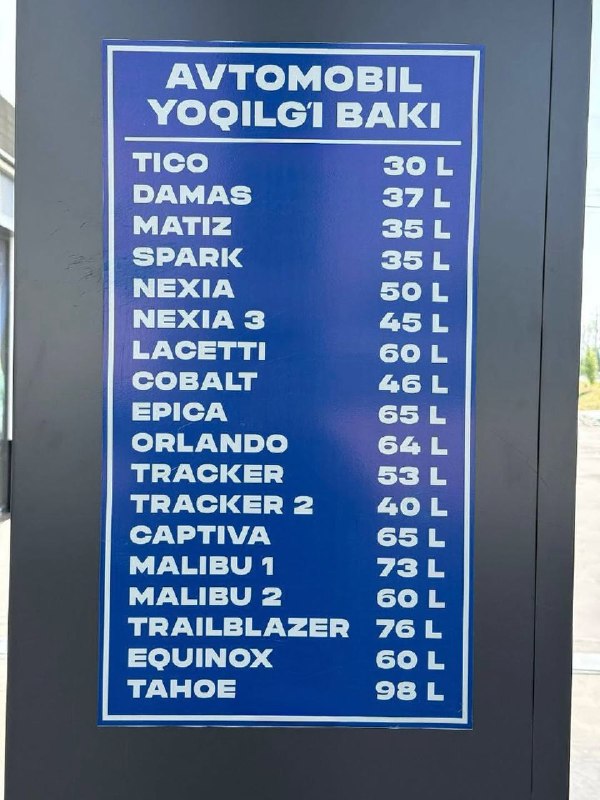 AVTOMOBIL
YOQILG'I BAKI
TICO 30 L
DAMAS 37 L
MATIZ 35 L
SPARK 35 L
NEXIA 50 L
NEXIA 3 45 L
LACETTI 60 L
COBALT 46 L
EPICA 65 L
ORLANDO 64 L
TRACKER 53 L
TRACKER 2 40 L
CAPTIVA 65 L
MALIBU 1 73 L
MALIBU 2 60 L
TRAILBLAZER 76 L
EQUINOX 60 L
TAHOE 98 L